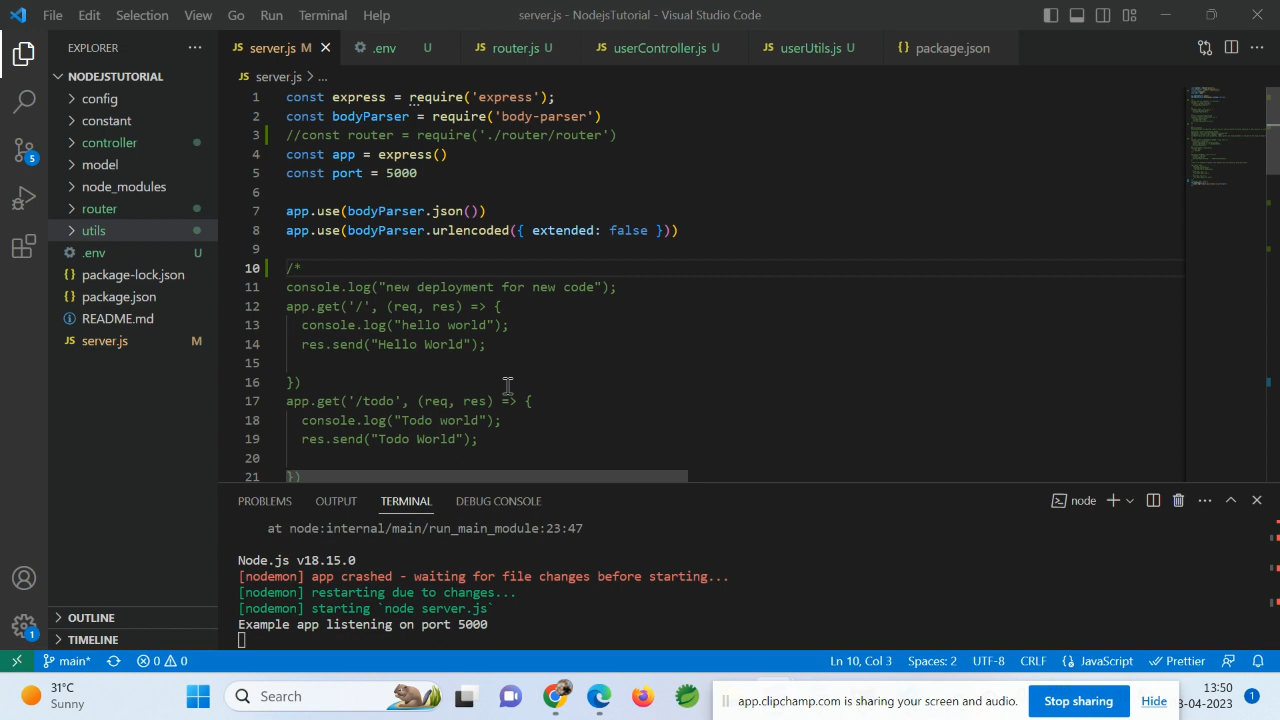 File Edit Selection View Go Run Terminal Help
server.js - NodejsTutorial - Visual Studio Code
EXPLORER
JS server.js M
.env U
JS router.js U
JS userController.js M
JS userUtils.js U
{} package.json
NODEJSTUTORIAL
config
constant
controller
model
node_modules
router
utils
.env U
{} package-lock.json
{} package.json
README.md
JS server.js M
OUTLINE
TIMELINE
5
1
JS server.js > ...
1 const express = require('express');
2 const bodyParser = require('body-parser')
3 //const router = require('./router/router')
4 const app = express()
5 const port = 5000
6
7 app.use(bodyParser.json())
8 app.use(bodyParser.urlencoded({ extended: false }))
9
10 /*
11 console.log("new deployment for new code");
12 app.get('/', (req, res) => {
13 console.log("hello world");
14 res.send("Hello World");
15
16 })
17 app.get('/todo', (req, res) => {
18 console.log("Todo world");
19 res.send("Todo World");
20
21 })
PROBLEMS OUTPUT TERMINAL DEBUG CONSOLE
node
at node:internal/main/run_main_module:23:47
Node.js v18.15.0
[nodemon] app crashed - waiting for file changes before starting...
[nodemon] restarting due to changes...
[nodemon] starting `node server.js`
Example app listening on port 5000
main* 0 0 Ln 10, Col 3 Spaces: 2 UTF-8 CRLF {} JavaScript Prettier
31°C
Sunny
Search
app.clipchamp.com is sharing your screen and audio.
Stop sharing
Hide
13:50
-04-2023
1